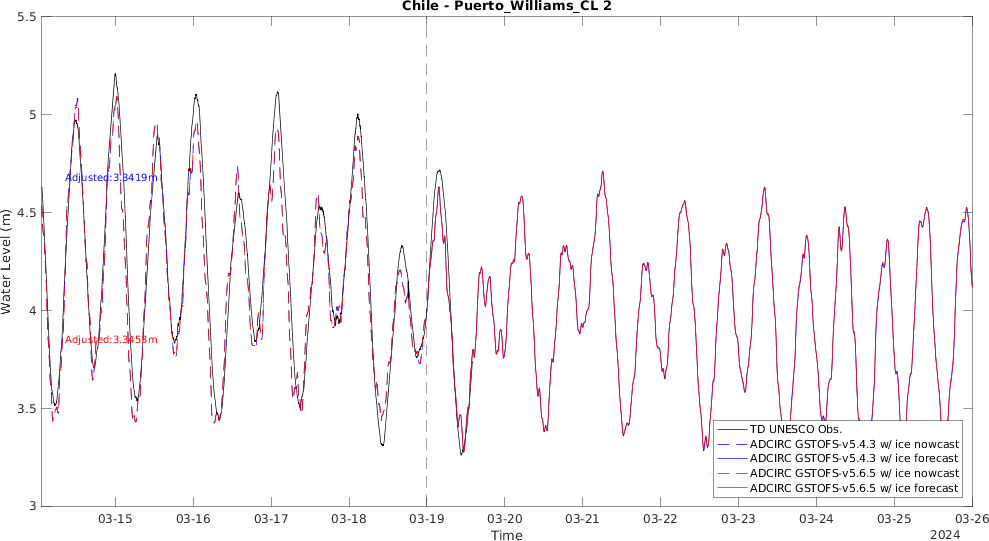 Chile - Puerto_Williams_CL 2
Water Level (m)
5.5
5
4.5
4
3.5
3
Adjusted:3.3419m
Adjusted:3.3453m
TD UNESCO Obs.
ADCIRC GSTOFS-v5.4.3 w/ ice nowcast
ADCIRC GSTOFS-v5.4.3 w/ ice forecast
ADCIRC GSTOFS-v5.6.5 w/ ice nowcast
ADCIRC GSTOFS-v5.6.5 w/ ice forecast
03-15 03-16 03-17 03-18 03-19 03-20 03-21 03-22 03-23 03-24 03-25 03-26
Time
2024